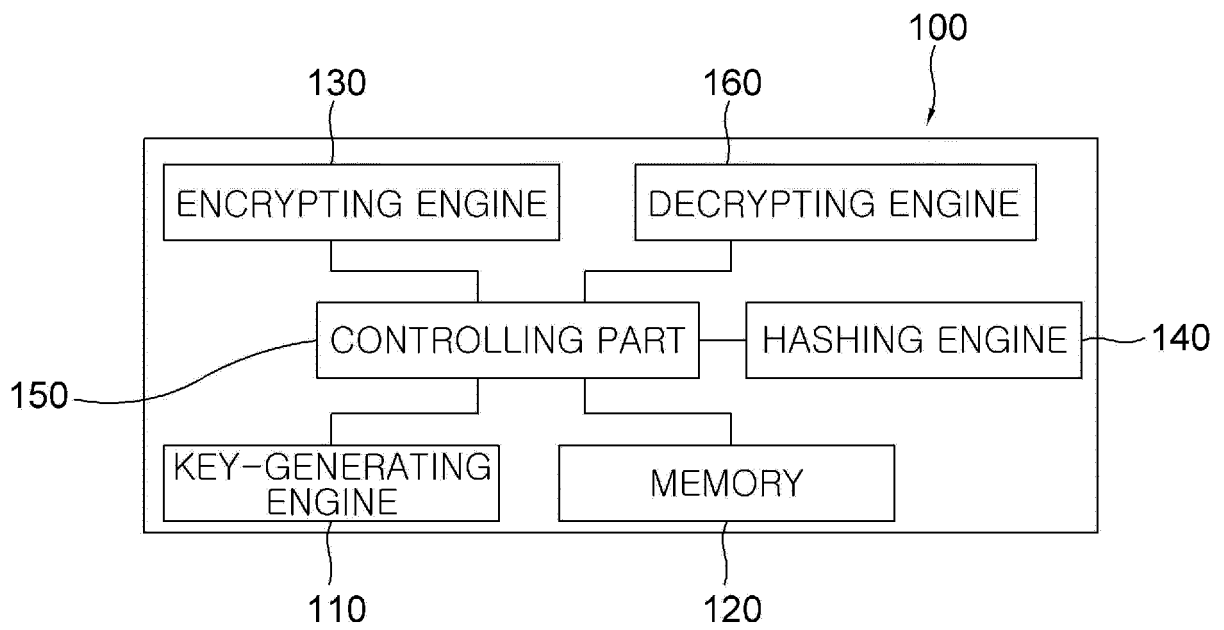 100
130
160
ENCRYPTING ENGINE
DECRYPTING ENGINE
CONTROLLING PART
HASHING ENGINE
140
150
KEY-GENERATING
ENGINE
MEMORY
110
120